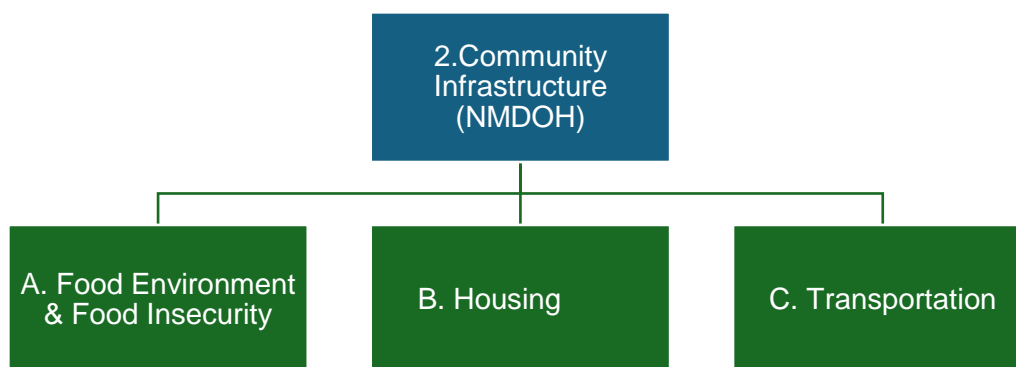 2.Community
Infrastructure
(NMDOH)
A. Food Environment
& Food Insecurity
B. Housing
C. Transportation